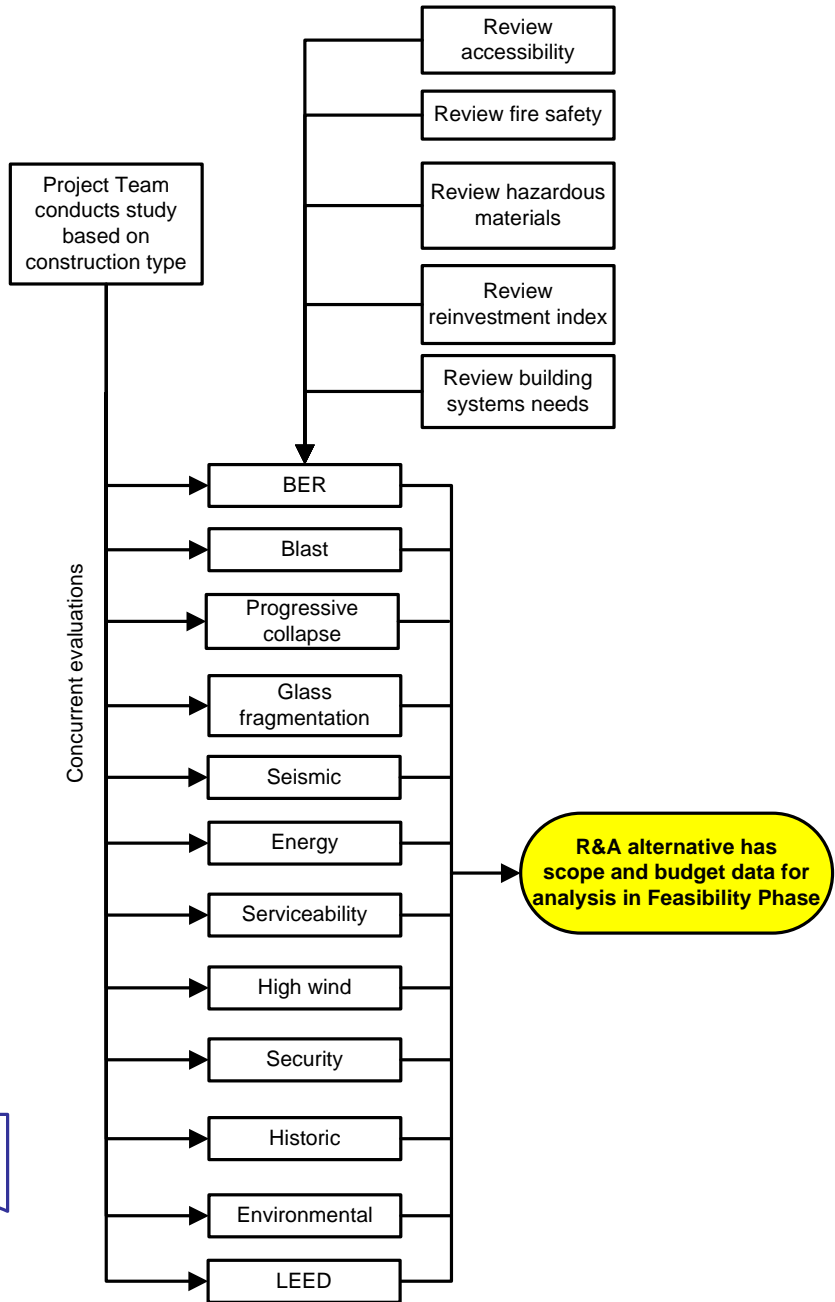 Review
accessibility
Review fire safety
Project Team
conducts study
based on
construction type
Review hazardous
materials
Review
reinvestment index
Review building
systems needs
Concurrent evaluations
BER
Blast
Progressive
collapse
Glass
fragmentation
Seismic
Energy
Serviceability
High wind
Security
Historic
Environmental
LEED
R&A alternative has
scope and budget data for
analysis in Feasibility Phase